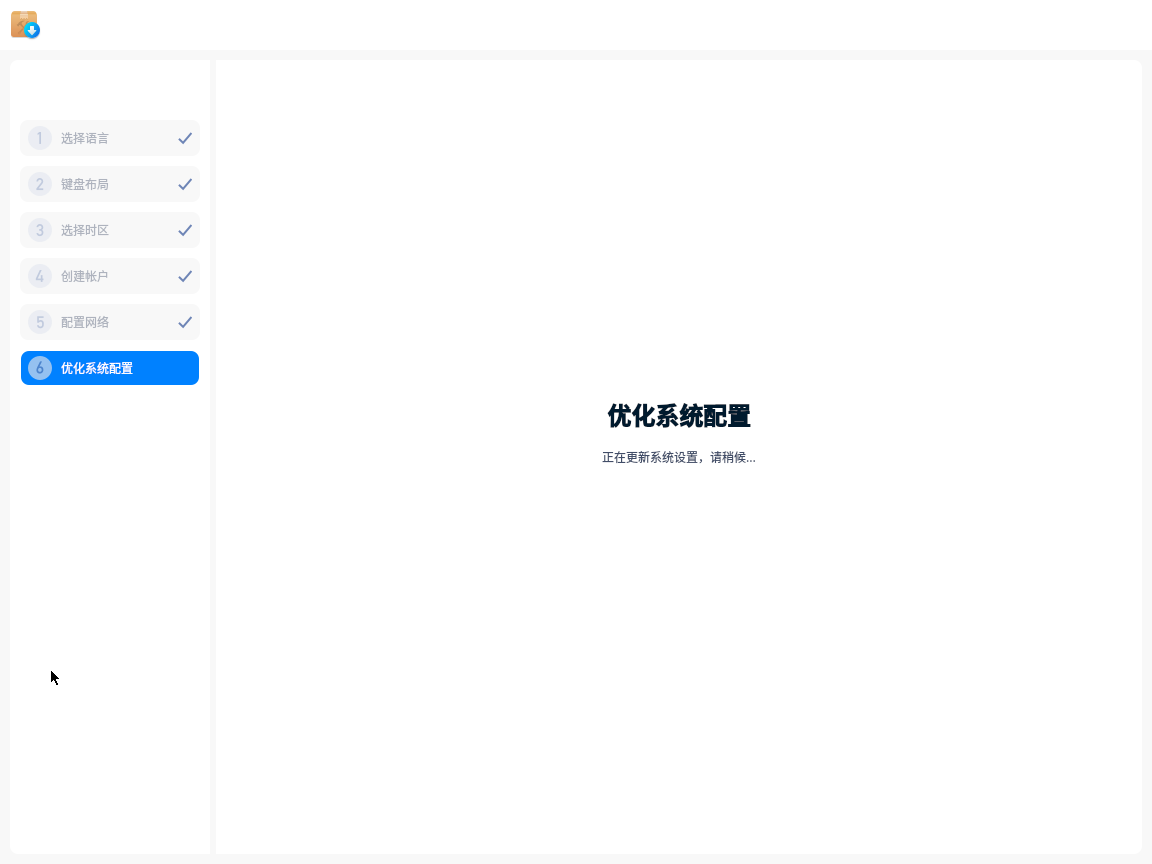 1 选择语言
2 键盘布局
3 选择时区
4 创建帐户
5 配置网络
6 优化系统配置
优化系统配置
正在更新系统设置，请稍候...